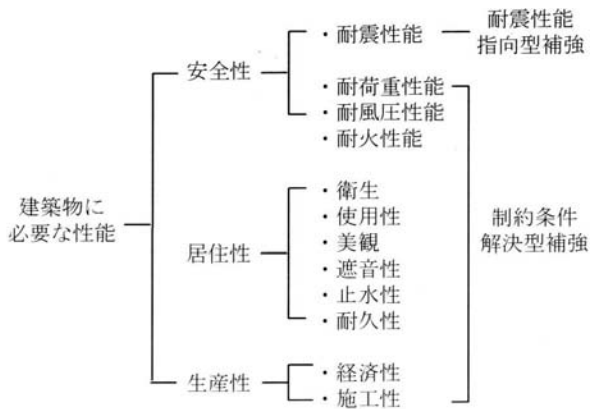 建築物に
必要な性能
安全性
・耐震性能
耐震性能
指向型補強
・耐荷重性能
・耐風圧性能
・耐火性能
居住性
・衛生
・使用性
・美観
・遮音性
・止水性
・耐久性
生産性
・経済性
・施工性
制約条件
解決型補強